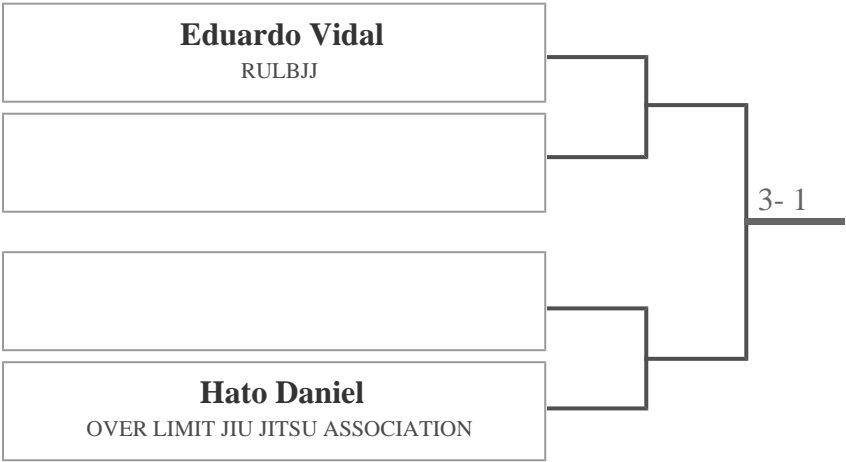 Eduardo Vidal
RULBJJ
3- 1
Hato Daniel
OVER LIMIT JIU JITSU ASSOCIATION